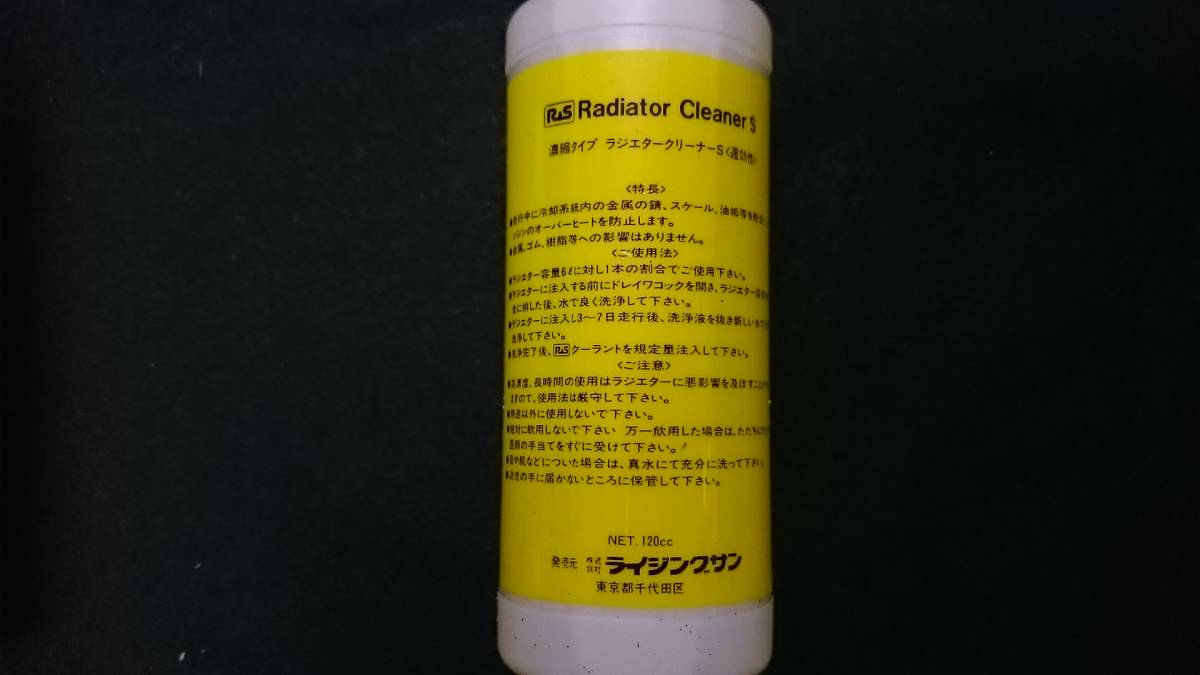 R&S Radiator Cleaner S
濃縮タイプ ラジエタークリーナーS〈遅効性〉
〈特長〉
●走行中に冷却系統内の金属の錆、スケール、油垢等を除去し
ンジンのオーバーヒートを防止します。
●金属、ゴム、樹脂等への影響はありません。
〈ご使用法〉
●ラジエター容量6ℓに対し1本の割合でご使用下さい。
●ラジエターに注入する前にドレイワコックを開き、ラジエター
全に排した後、水で良く洗浄して下さい。
●ラジエターに注入し3～7日走行後、洗浄液を抜き新しい水で
洗浄して下さい。
●洗浄完了後、R&Sクーラントを規定量注入して下さい。
〈ご注意〉
●高濃度、長時間の使用はラジエターに悪影響を及ぼすことが
ますので、使用法は厳守して下さい。
●用途以外に使用しないで下さい。
●絶対に飲用しないで下さい 万一飲用した場合は、ただちに
医師の手当てをすぐに受けて下さい。
●目や肌などについた場合は、真水にて充分に洗って下さい。
●幼児の手に届かないところに保管して下さい。
NET. 120cc
発売元 株式会社 ライジングサン
東京都千代田区